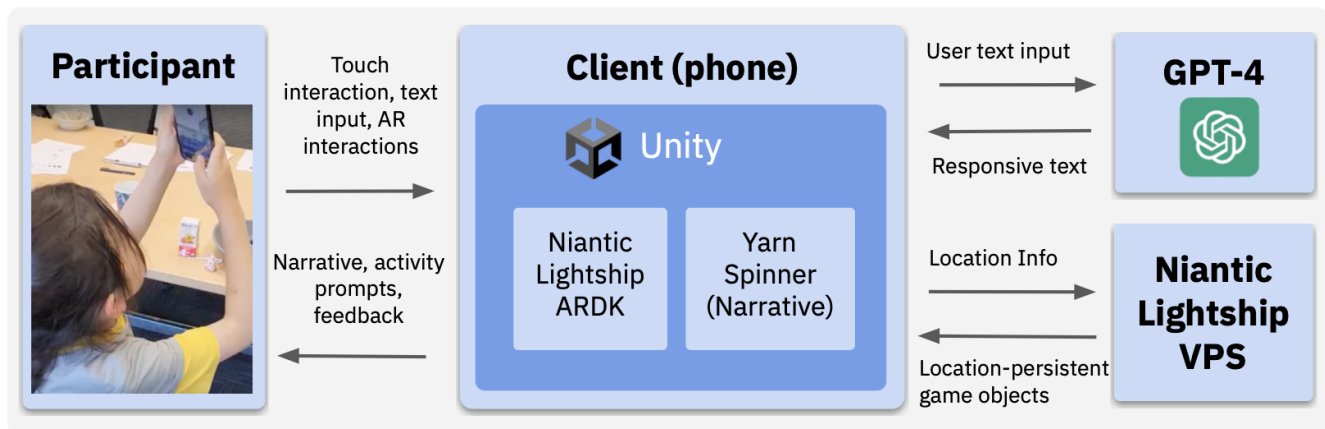 Participant
Touch
interaction, text
input, AR
interactions
Narrative, activity
prompts,
feedback
Client (phone)
Unity
Niantic
Lightship
ARDK
Yarn
Spinner
(Narrative)
User text input
Responsive text
GPT-4
Location Info
Location-persistent
game objects
Niantic
Lightship
VPS